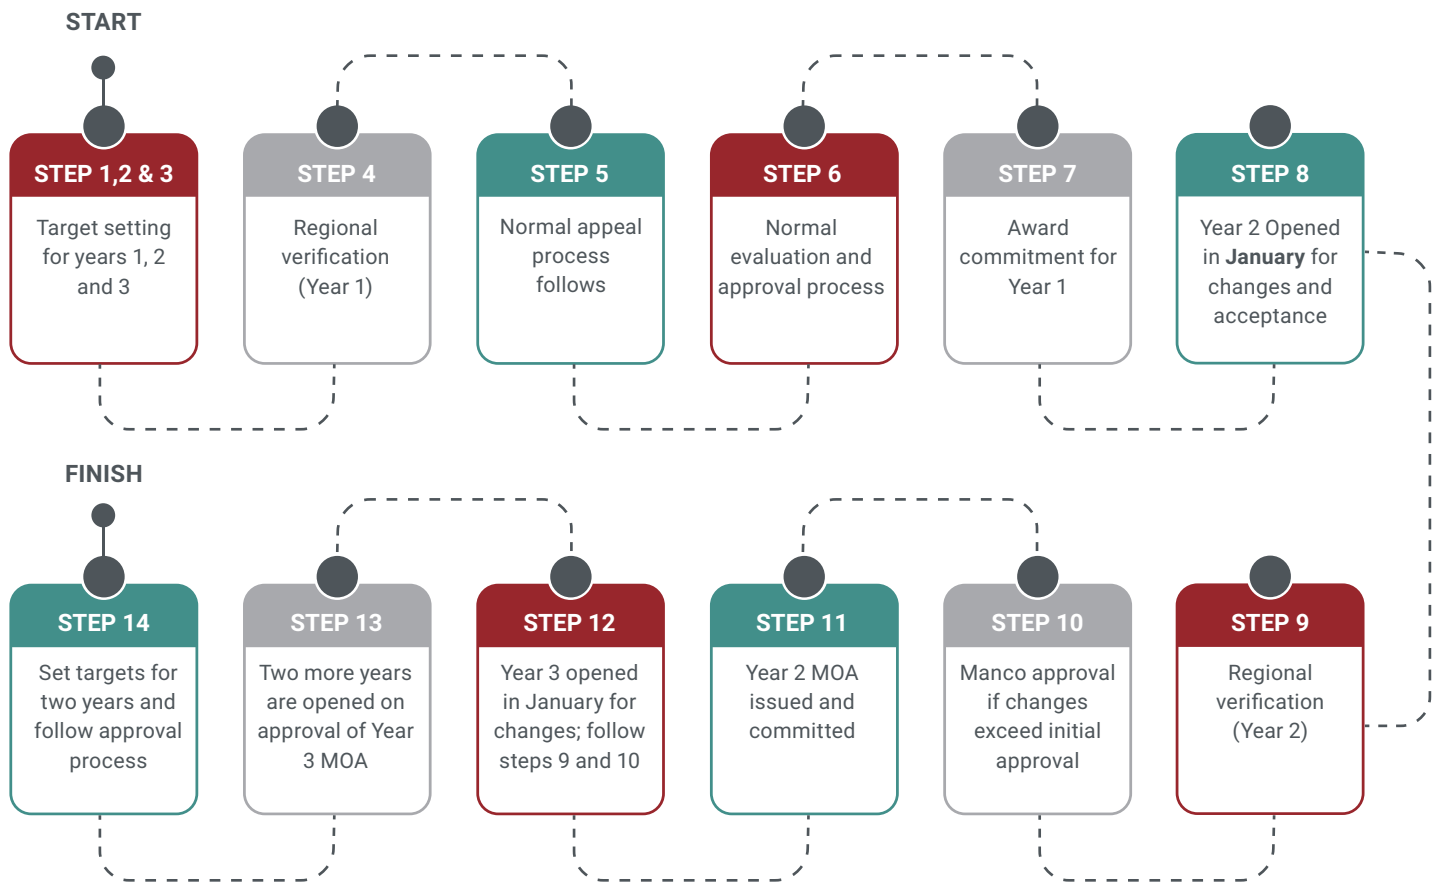 START
STEP 1,2 & 3
Target setting
for years 1, 2
and 3
STEP 4
Regional
verification
(Year 1)
STEP 5
Normal appeal
process
follows
STEP 6
Normal
evaluation and
approval process
STEP 7
Award
commitment for
Year 1
STEP 8
Year 2 Opened
in January for
changes and
acceptance
FINISH
STEP 14
Set targets for
two years and
follow approval
process
STEP 13
Two more years
are opened on
approval of Year
3 MOA
STEP 12
Year 3 opened
in January for
changes; follow
steps 9 and 10
STEP 11
Year 2 MOA
issued and
committed
STEP 10
Manco approval
if changes
exceed initial
approval
STEP 9
Regional
verification
(Year 2)